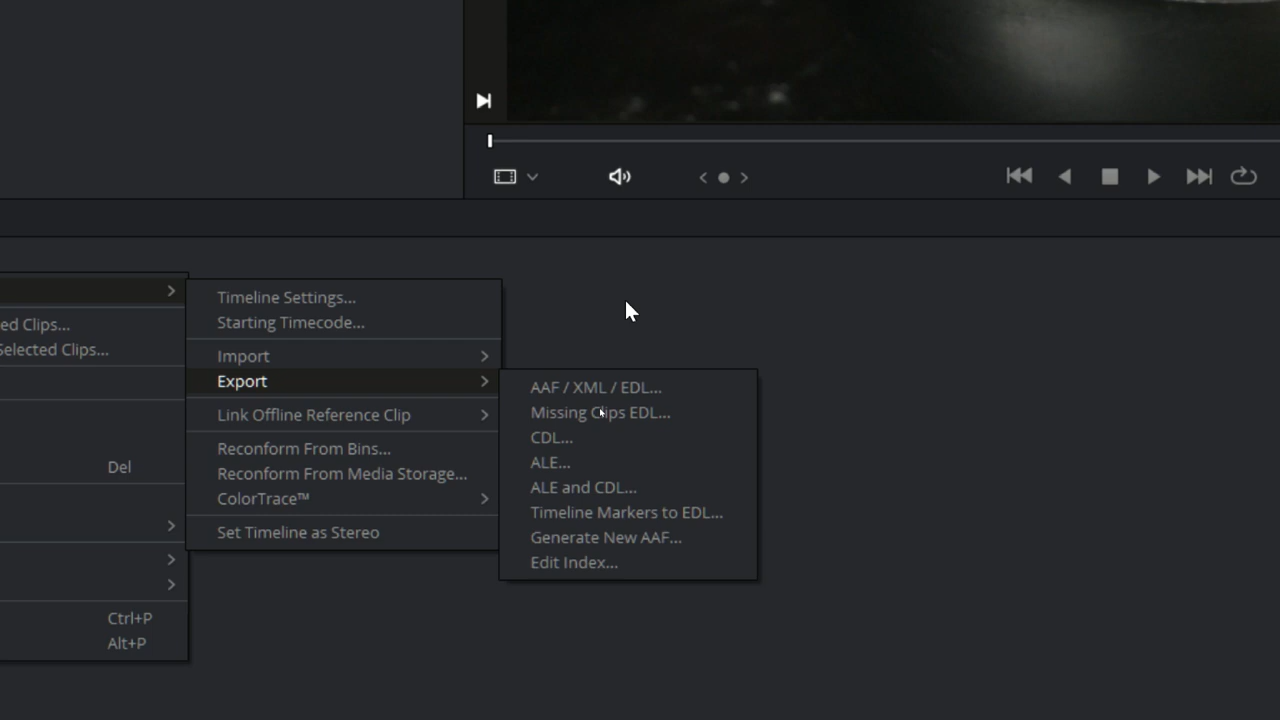 ed Clips...
Selected Clips...
Del
Ctrl+P
Alt+P
Timeline Settings...
Starting Timecode...
Import
Export
Link Offline Reference Clip
Reconform From Bins...
Reconform From Media Storage...
ColorTrace™
Set Timeline as Stereo
AAF / XML / EDL...
Missing Clips EDL...
CDL...
ALE...
ALE and CDL...
Timeline Markers to EDL...
Generate New AAF...
Edit Index...